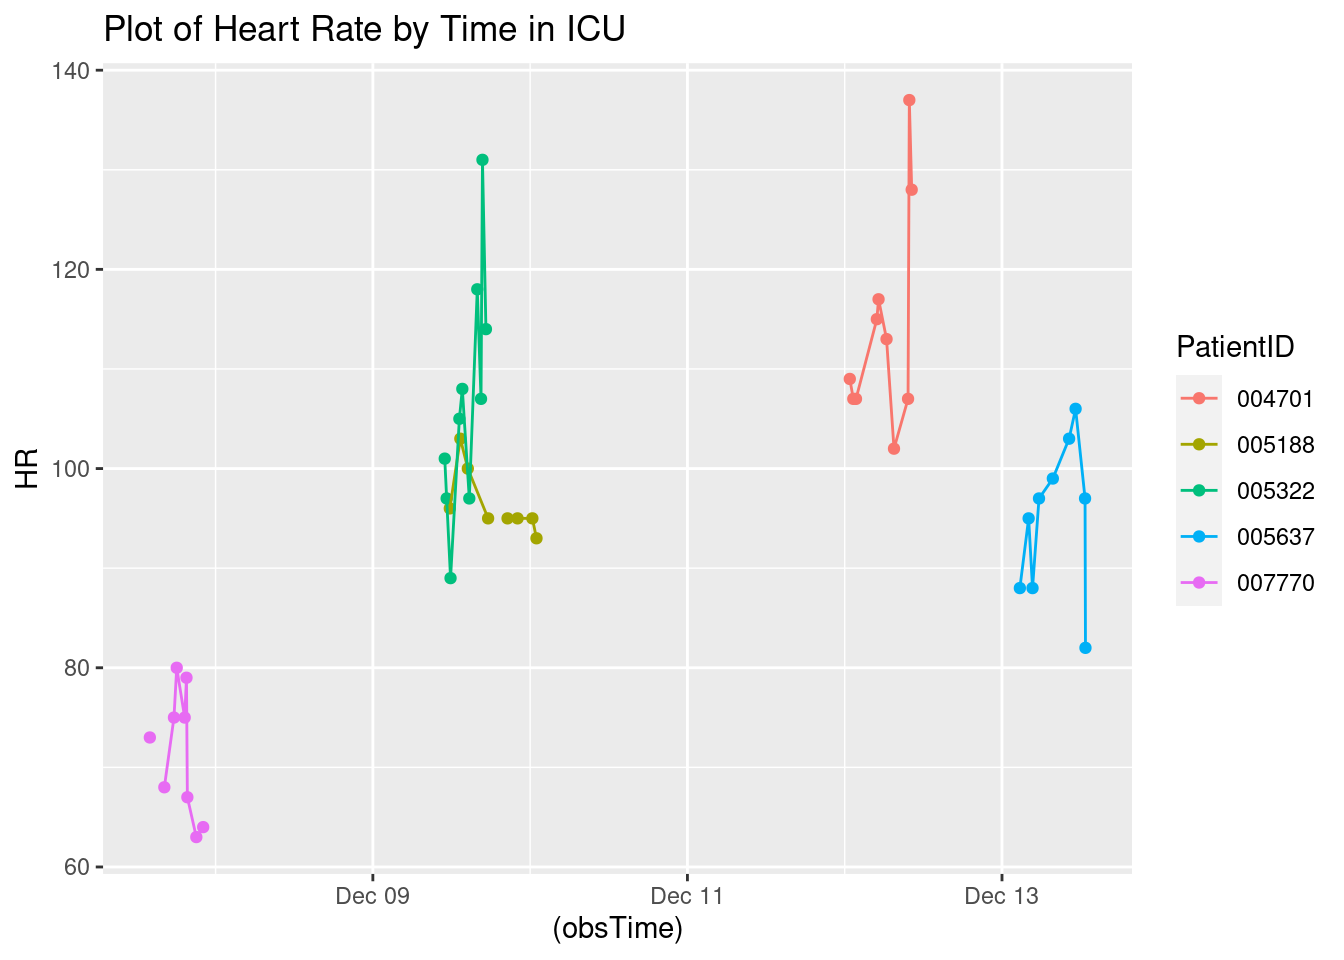 Plot of Heart Rate by Time in ICU
140
120
100
80
60
HR
Dec 09
Dec 11
Dec 13
(obsTime)
PatientID
004701
005188
005322
005637
007770